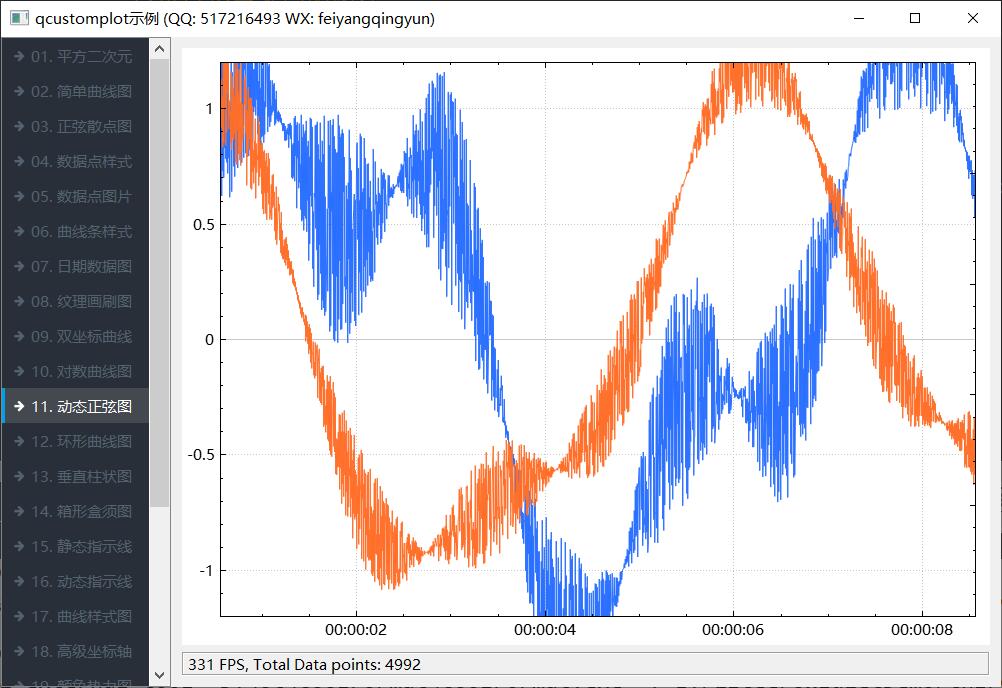 qcustomplot示例 (QQ: 517216493 WX: feiyangqingyun)
01. 平方二次元
02. 简单曲线图
03. 正弦散点图
04. 数据点样式
05. 数据点图片
06. 曲线条样式
07. 日期数据图
08. 纹理画刷图
09. 双坐标曲线
10. 对数曲线图
11. 动态正弦图
12. 环形曲线图
13. 垂直柱状图
14. 箱形盒须图
15. 静态指示线
16. 动态指示线
17. 曲线样式图
18. 高级坐标轴
1
0.5
0
-0.5
-1
00:00:02 00:00:04 00:00:06 00:00:08
331 FPS, Total Data points: 4992